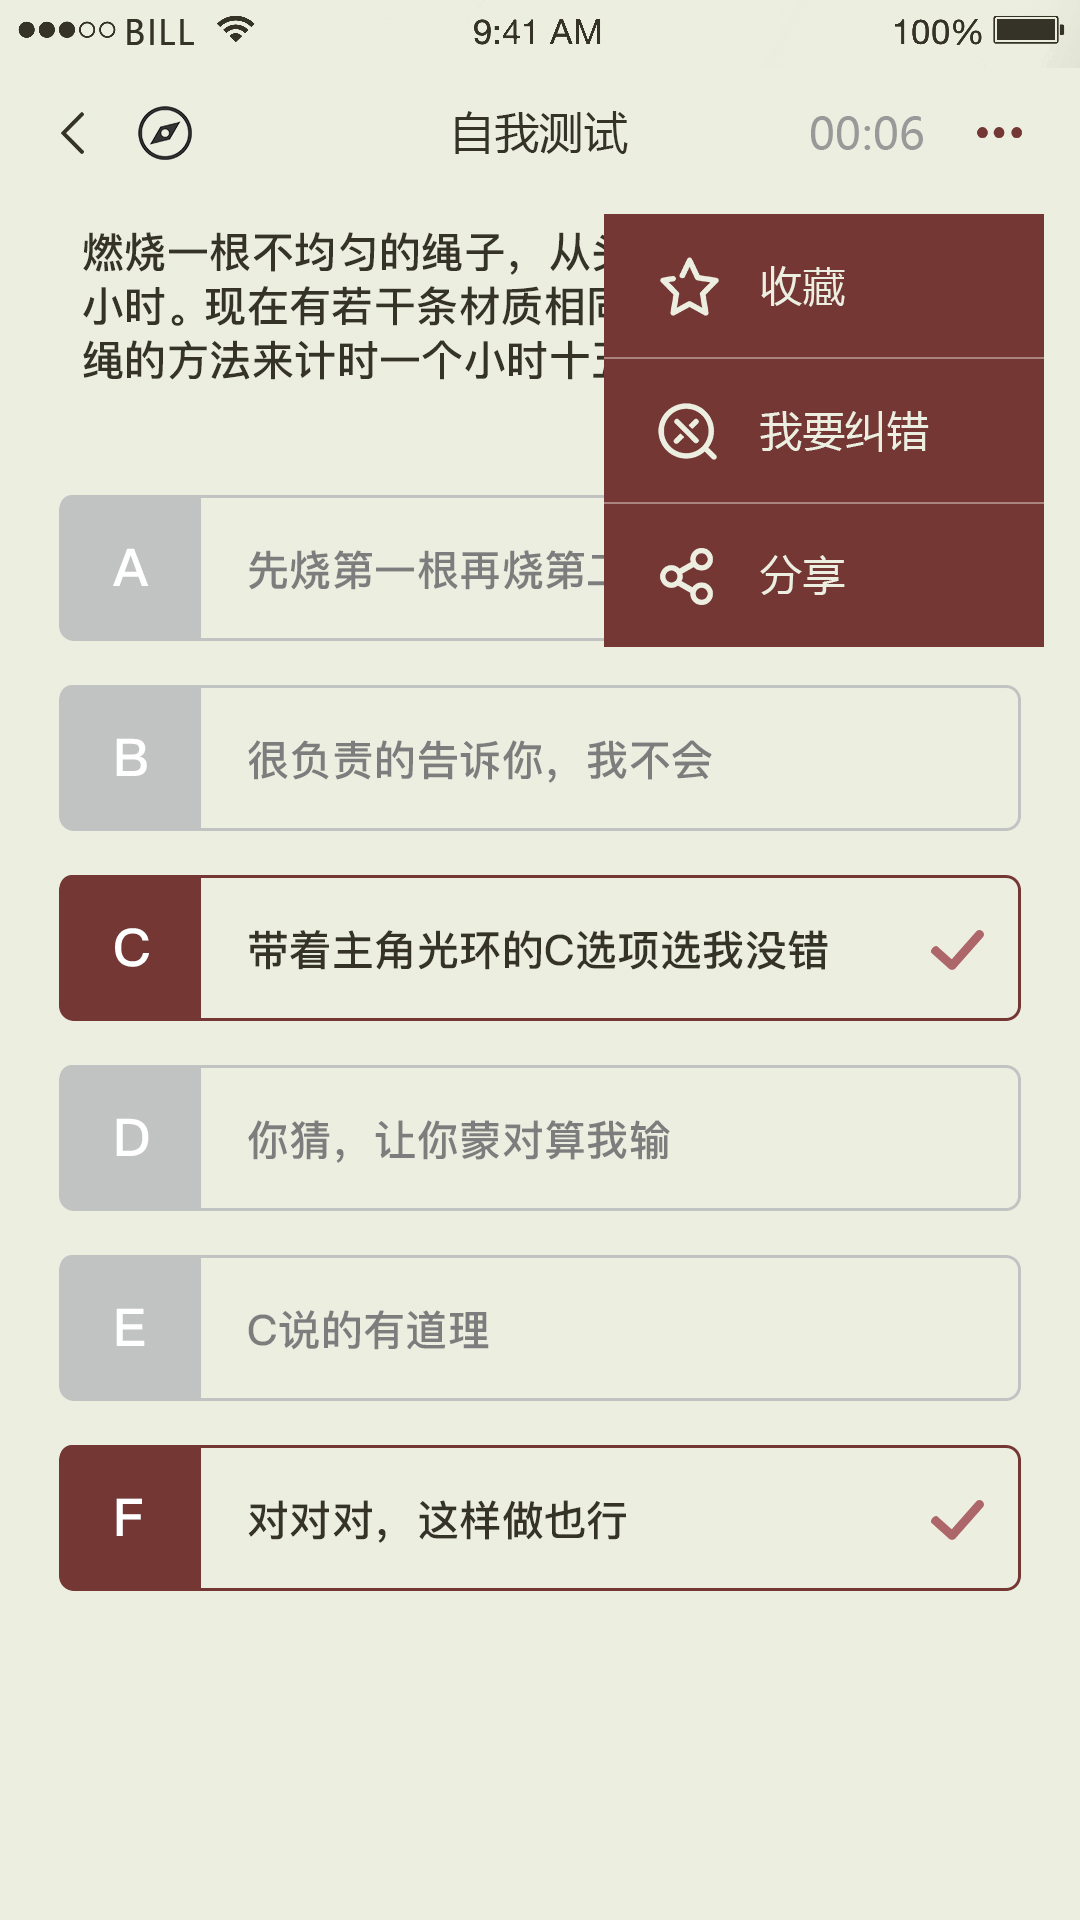 BILL 9:41 AM 100%
自我测试 00:06
燃烧一根不均匀的绳子，从
小时。现在有若干条材质相同
绳的方法来计时一个小时十五
收藏
我要纠错
分享
A 先烧第一根再烧第二
B 很负责的告诉你，我不会
C 带着主角光环的C选项选我没错
D 你猜，让你蒙对算我输
E C说的有道理
F 对对对，这样做也行